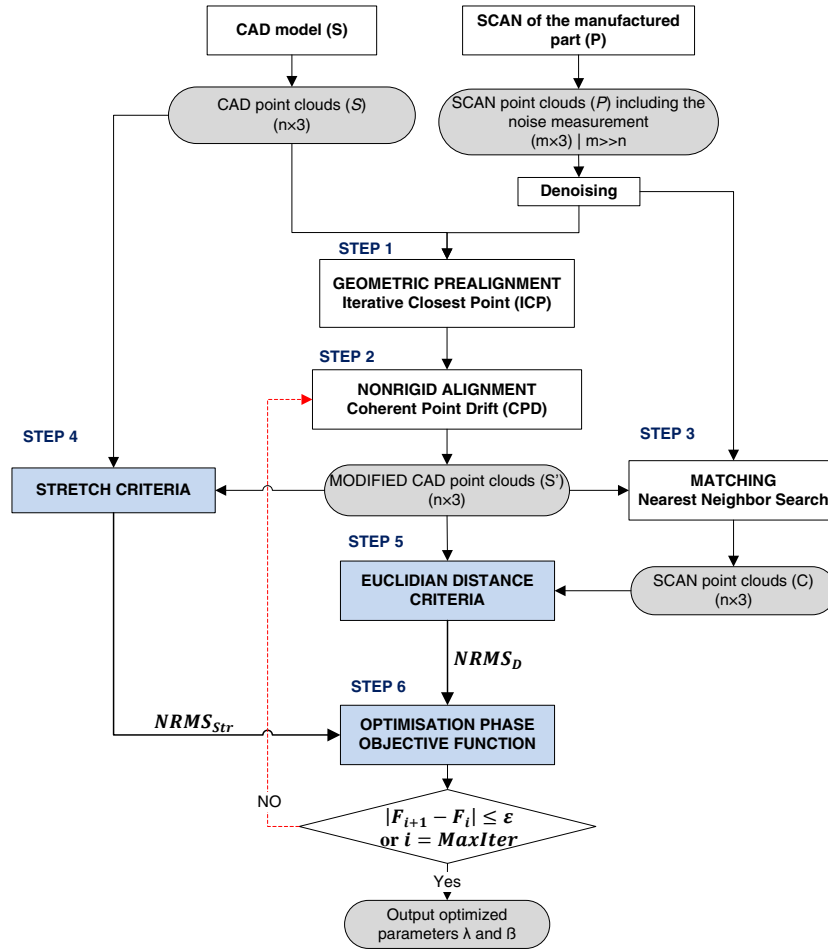 CAD model (S)
SCAN of the manufactured
part (P)
CAD point clouds (S)
(n×3)
SCAN point clouds (P) including the
noise measurement
(m×3) | m>>n
Denoising
STEP 1
GEOMETRIC PREALIGNMENT
Iterative Closest Point (ICP)
STEP 2
NONRIGID ALIGNMENT
Coherent Point Drift (CPD)
STEP 4
STEP 3
STRETCH CRITERIA
MODIFIED CAD point clouds (S')
(n×3)
MATCHING
Nearest Neighbor Search
STEP 5
EUCLIDIAN DISTANCE
CRITERIA
SCAN point clouds (C)
(n×3)
NRMS_D
STEP 6
NRMS_Str
OPTIMISATION PHASE
OBJECTIVE FUNCTION
NO
|F_{i+1} − F_i| ≤ ε
or i = MaxIter
Yes
Output optimized
parameters λ and ß